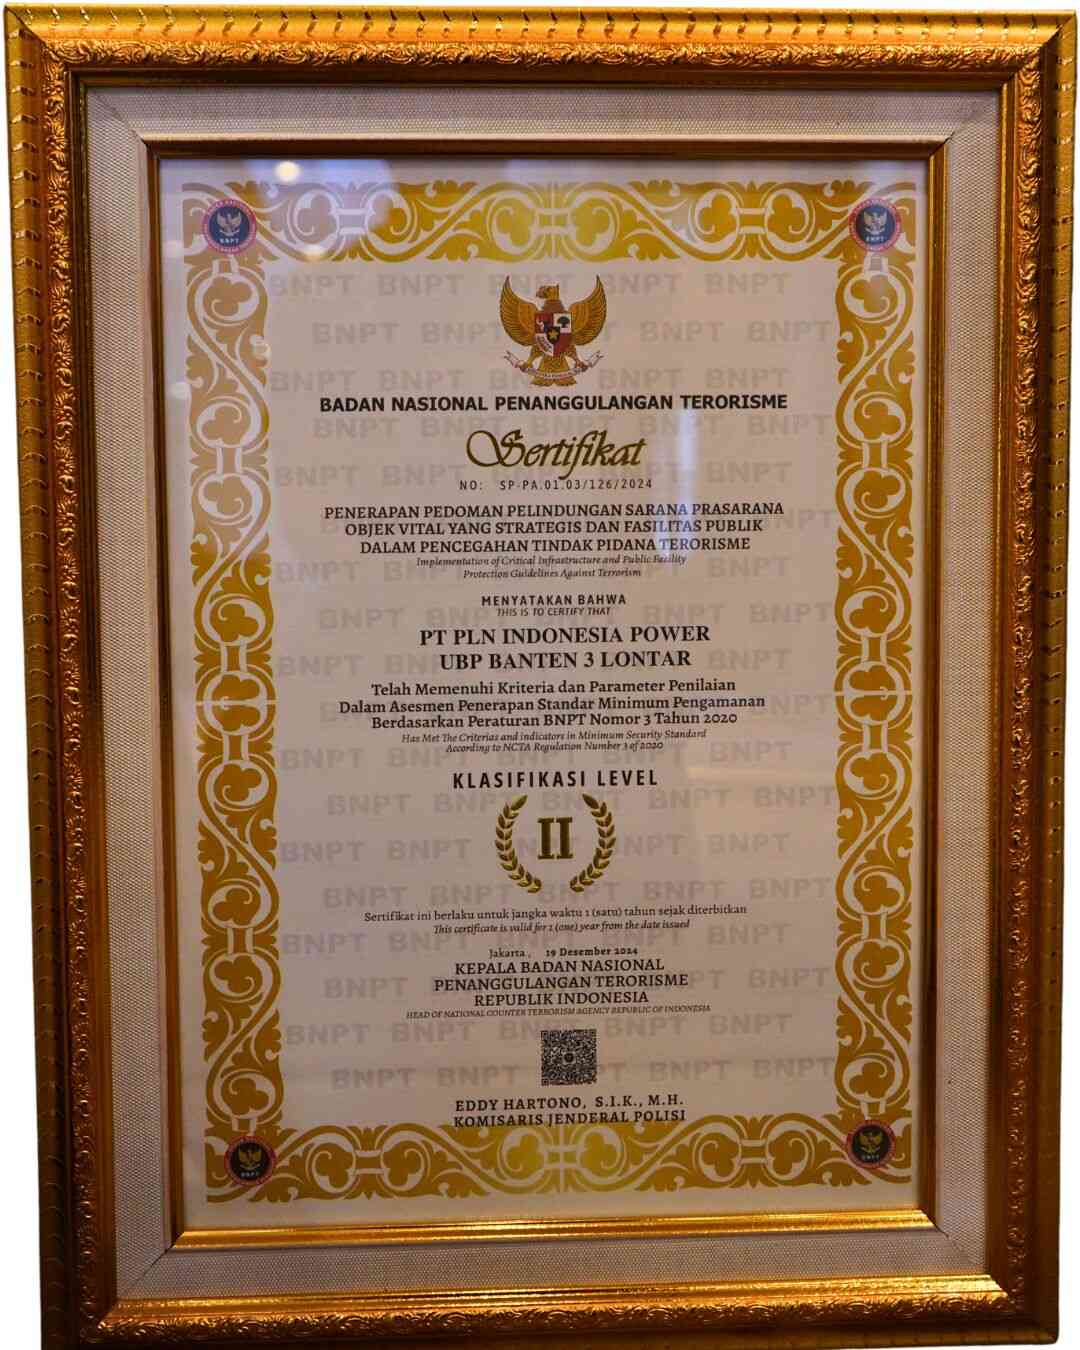 BNPT
BNPT
BADAN NASIONAL PENANGGULANGAN TERORISME
Sertifikat
NO: SP-PA.01.03/126/2024
PENERAPAN PEDOMAN PELINDUNGAN SARANA PRASARANA
OBJEK VITAL YANG STRATEGIS DAN FASILITAS PUBLIK
DALAM PENCEGAHAN TINDAK PIDANA TERORISME
Implementation of Critical Infrastructure and Public Facility
Protection Guidelines Against Terrorism
MENYATAKAN BAHWA
THIS IS TO CERTIFY THAT
PT PLN INDONESIA POWER
UBP BANTEN 3 LONTAR
Telah Memenuhi Kriteria dan Parameter Penilaian
Dalam Asesmen Penerapan Standar Minimum Pengamanan
Berdasarkan Peraturan BNPT Nomor 3 Tahun 2020
Has Met The Criterias and indicators in Minimum Security Standard
According to NCTA Regulation Number 3 of 2020
KLASIFIKASI LEVEL
II
Sertifikat ini berlaku untuk jangka waktu 1 (satu) tahun sejak diterbitkan
This certificate is valid for 1 (one) year from the date issued
Jakarta, 19 Desember 2024
KEPALA BADAN NASIONAL
PENANGGULANGAN TERORISME
REPUBLIK INDONESIA
HEAD OF NATIONAL COUNTER TERRORISM AGENCY REPUBLIC OF INDONESIA
EDDY HARTONO, S.I.K., M.H.
KOMISARIS JENDERAL POLISI
BNPT
BNPT